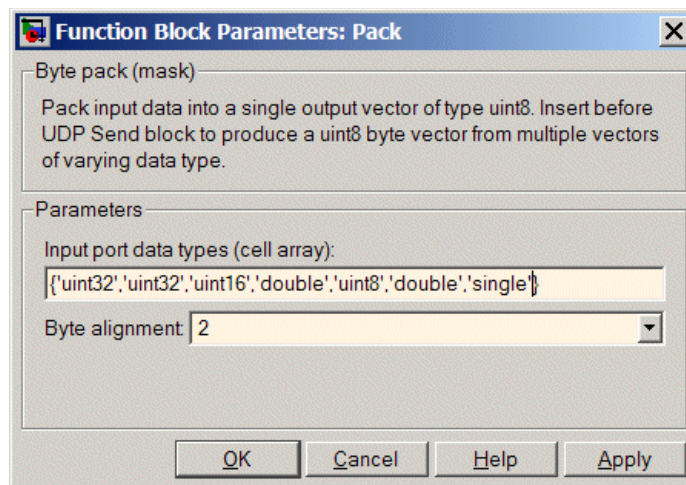 Function Block Parameters: Pack
Byte pack (mask)
Pack input data into a single output vector of type uint8. Insert before
UDP Send block to produce a uint8 byte vector from multiple vectors
of varying data type.
Parameters
Input port data types (cell array):
{'uint32','uint32','uint16','double','uint8','double','single'}
Byte alignment: 2
OK Cancel Help Apply